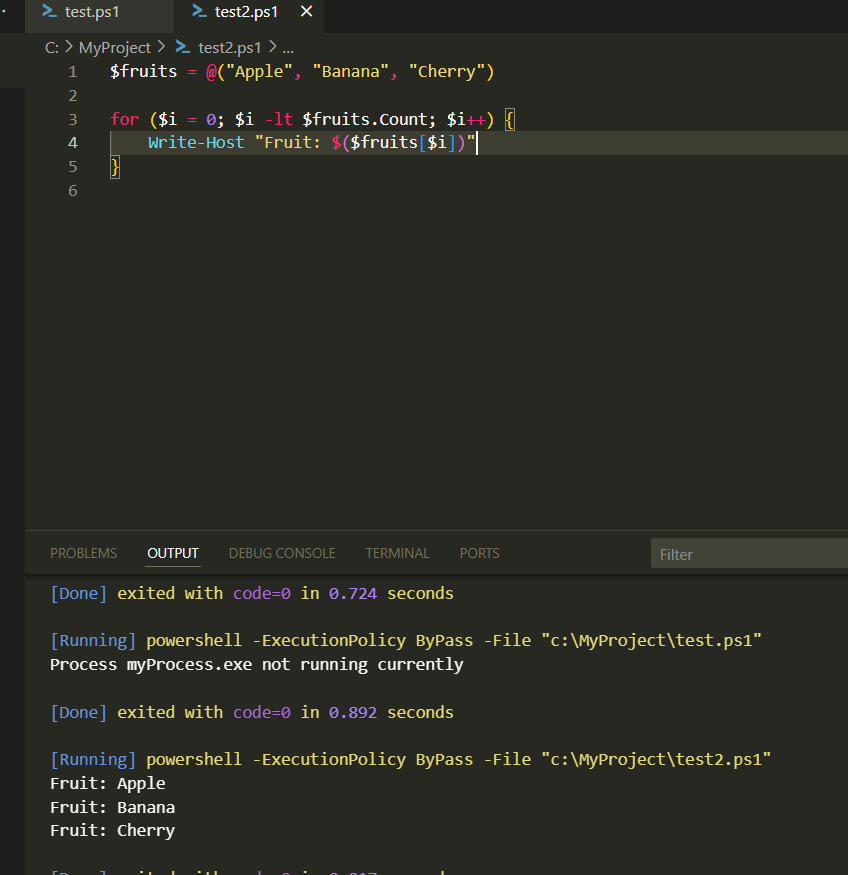 test.ps1 test2.ps1
C: > MyProject > test2.ps1 > ...
1 $fruits = @("Apple", "Banana", "Cherry")
2
3 for ($i = 0; $i -lt $fruits.Count; $i++) {
4     Write-Host "Fruit: $($fruits[$i])"
5 }
6
PROBLEMS OUTPUT DEBUG CONSOLE TERMINAL PORTS Filter
[Done] exited with code=0 in 0.724 seconds
[Running] powershell -ExecutionPolicy ByPass -File "c:\MyProject\test.ps1"
Process myProcess.exe not running currently
[Done] exited with code=0 in 0.892 seconds
[Running] powershell -ExecutionPolicy ByPass -File "c:\MyProject\test2.ps1"
Fruit: Apple
Fruit: Banana
Fruit: Cherry